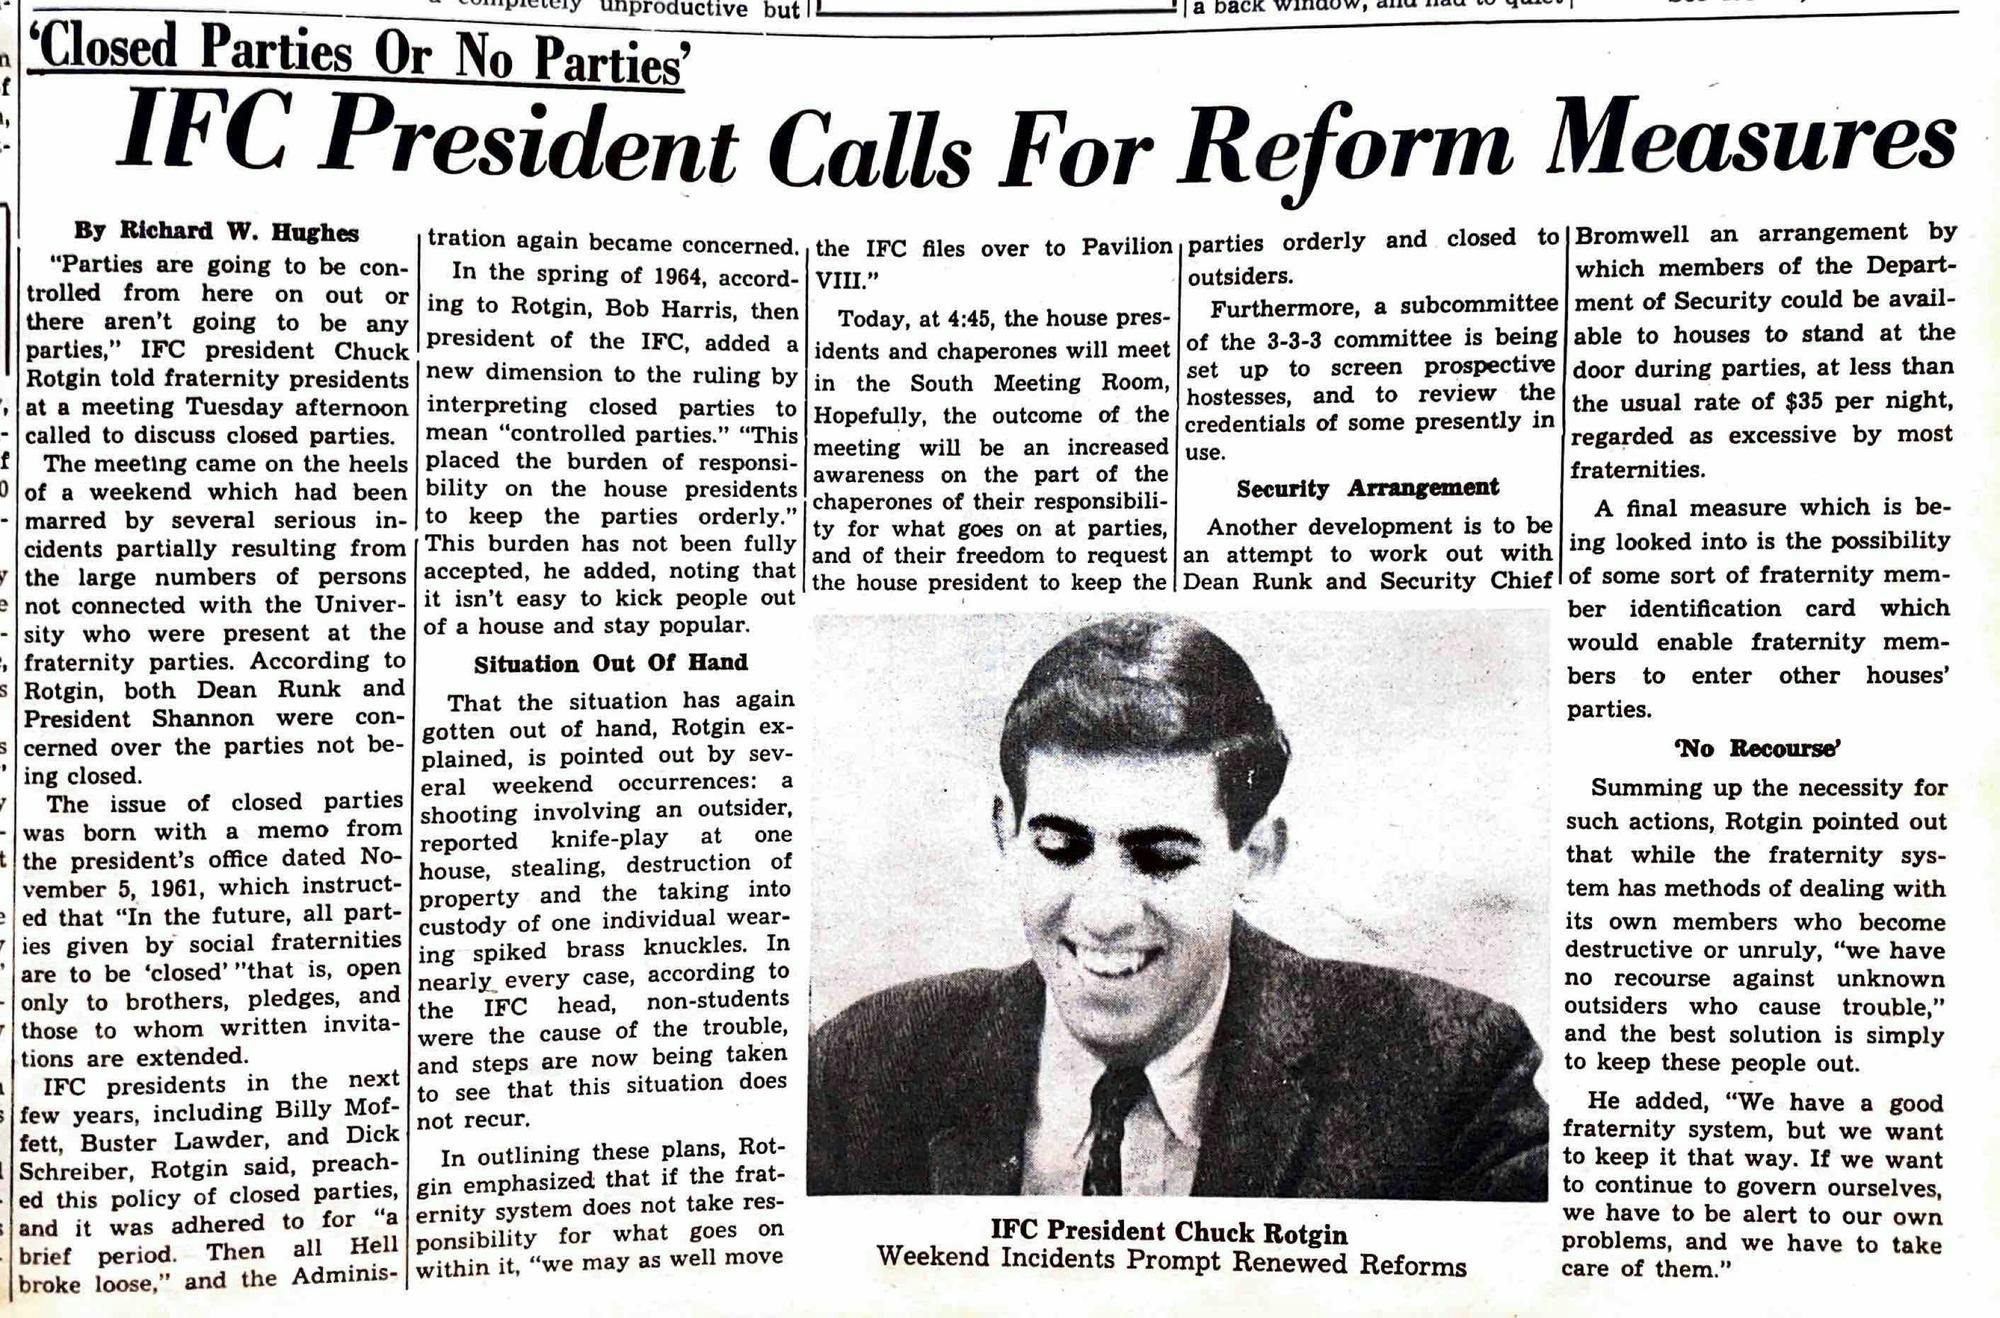 completely unproductive but
a back window, and had to
'Closed Parties Or No Parties'
IFC President Calls For Reform Measures
By Richard W. Hughes
"Parties are going to be con-
trolled from here on out or
there aren't going to be any
parties," IFC president Chuck
Rotgin told fraternity presidents
at a meeting Tuesday afternoon
called to discuss closed parties.
The meeting came on the heels
of a weekend which had been
marred by several serious in-
cidents partially resulting from
the large numbers of persons
not connected with the Univer-
sity who were present at the
fraternity parties. According to
Rotgin, both Dean Runk and
President Shannon were con-
cerned over the parties not be-
ing closed.
The issue of closed parties
was born with a memo from
the president's office dated No-
vember 5, 1961, which instruct-
ed that "In the future, all part-
ies given by social fraternities
are to be 'closed' "that is, open
only to brothers, pledges, and
those to whom written invita-
tions are extended.
IFC presidents in the next
few years, including Billy Mof-
fett, Buster Lawder, and Dick
Schreiber, Rotgin said, preach-
ed this policy of closed parties,
and it was adhered to for "a
brief period. Then all Hell
broke loose," and the Adminis-
tration again became concerned.
In the spring of 1964, accord-
ing to Rotgin, Bob Harris, then
president of the IFC, added a
new dimension to the ruling by
interpreting closed parties to
mean "controlled parties." "This
placed the burden of responsi-
bility on the house presidents
to keep the parties orderly."
This burden has not been fully
accepted, he added, noting that
it isn't easy to kick people out
of a house and stay popular.
Situation Out Of Hand
That the situation has again
gotten out of hand, Rotgin ex-
plained, is pointed out by sev-
eral weekend occurrences: a
shooting involving an outsider,
reported knife-play at one
house, stealing, destruction of
property and the taking into
custody of one individual wear-
ing spiked brass knuckles. In
nearly every case, according to
the IFC head, non-students
were the cause of the trouble,
and steps are now being taken
to see that this situation does
not recur.
In outlining these plans, Rot-
gin emphasized that if the frat-
ernity system does not take res-
ponsibility for what goes on
within it, "we may as well move
the IFC files over to Pavilion
VIII."
Today, at 4:45, the house pres-
idents and chaperones will meet
in the South Meeting Room,
Hopefully, the outcome of the
meeting will be an increased
awareness on the part of the
chaperones of their responsibili-
ty for what goes on at parties,
and of their freedom to request
the house president to keep the
parties orderly and closed to
outsiders.
Furthermore, a subcommittee
of the 3-3-3 committee is being
set up to screen prospective
hostesses, and to review the
credentials of some presently in
use.
Security Arrangement
Another development is to be
an attempt to work out with
Dean Runk and Security Chief
Bromwell an arrangement by
which members of the Depart-
ment of Security could be avail-
able to houses to stand at the
door during parties, at less than
the usual rate of $35 per night,
regarded as excessive by most
fraternities.
A final measure which is be-
ing looked into is the possibility
of some sort of fraternity mem-
ber identification card which
would enable fraternity mem-
bers to enter other houses'
parties.
'No Recourse'
Summing up the necessity for
such actions, Rotgin pointed out
that while the fraternity sys-
tem has methods of dealing with
its own members who become
destructive or unruly, "we have
no recourse against unknown
outsiders who cause trouble,"
and the best solution is simply
to keep these people out.
He added, "We have a good
fraternity system, but we want
to keep it that way. If we want
to continue to govern ourselves,
we have to be alert to our own
problems, and we have to take
care of them."
IFC President Chuck Rotgin
Weekend Incidents Prompt Renewed Reforms